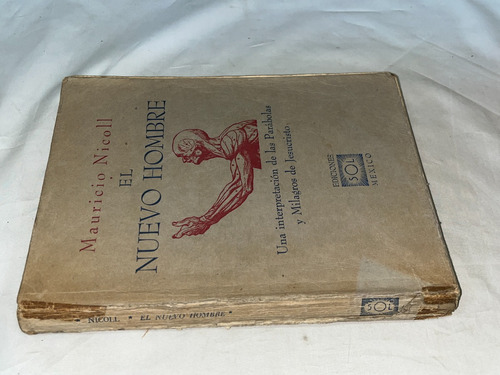 Mauricio Nicoll
EL
NUEVO HOMBRE
Una interpretación de las Parábolas
y Milagros de Jesucristo
EDICIONES
SOL
MEXICO
NICOLL * EL NUEVO HOMBRE *
SOL